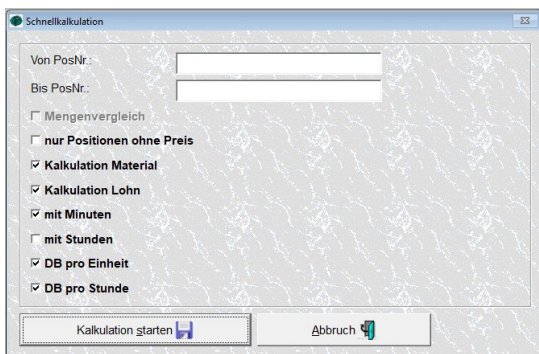 Schnellkalkulation
Von PosNr.:
Bis PosNr.:
Mengenvergleich
nur Positionen ohne Preis
Kalkulation Material
Kalkulation Lohn
mit Minuten
mit Stunden
DB pro Einheit
DB pro Stunde
Kalkulation starten Abbruch